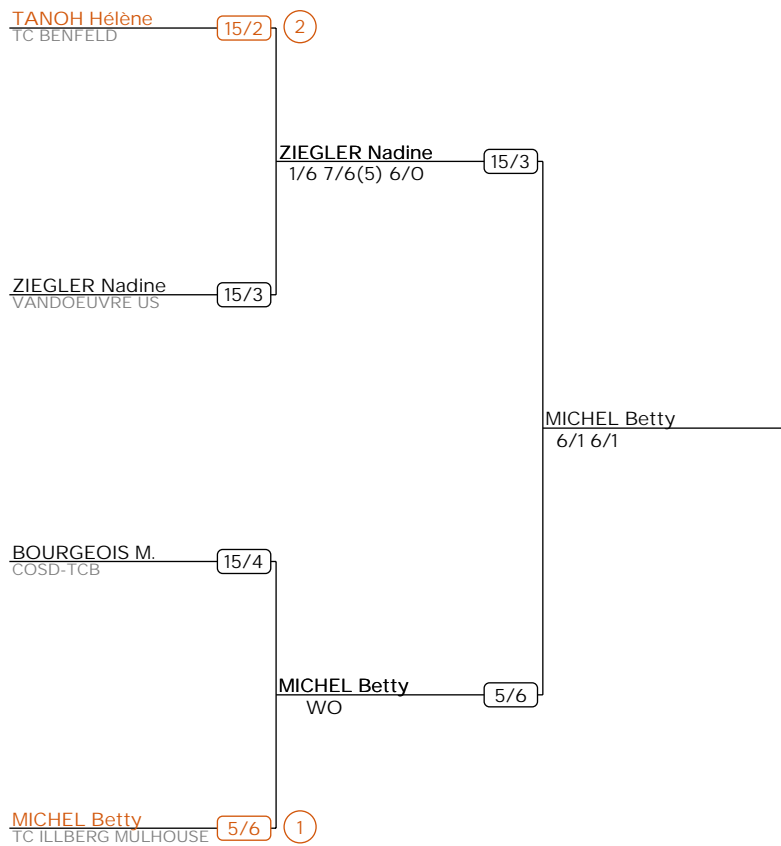 TANOH Hélène
TC BENFELD
15/2
2
ZIEGLER Nadine
1/6 7/6(5) 6/0
15/3
ZIEGLER Nadine
VANDOEUVRE US
15/3
MICHEL Betty
6/1 6/1
BOURGEOIS M.
COSD-TCB
15/4
MICHEL Betty
WO
5/6
MICHEL Betty
TC ILLBERG MULHOUSE
5/6
1